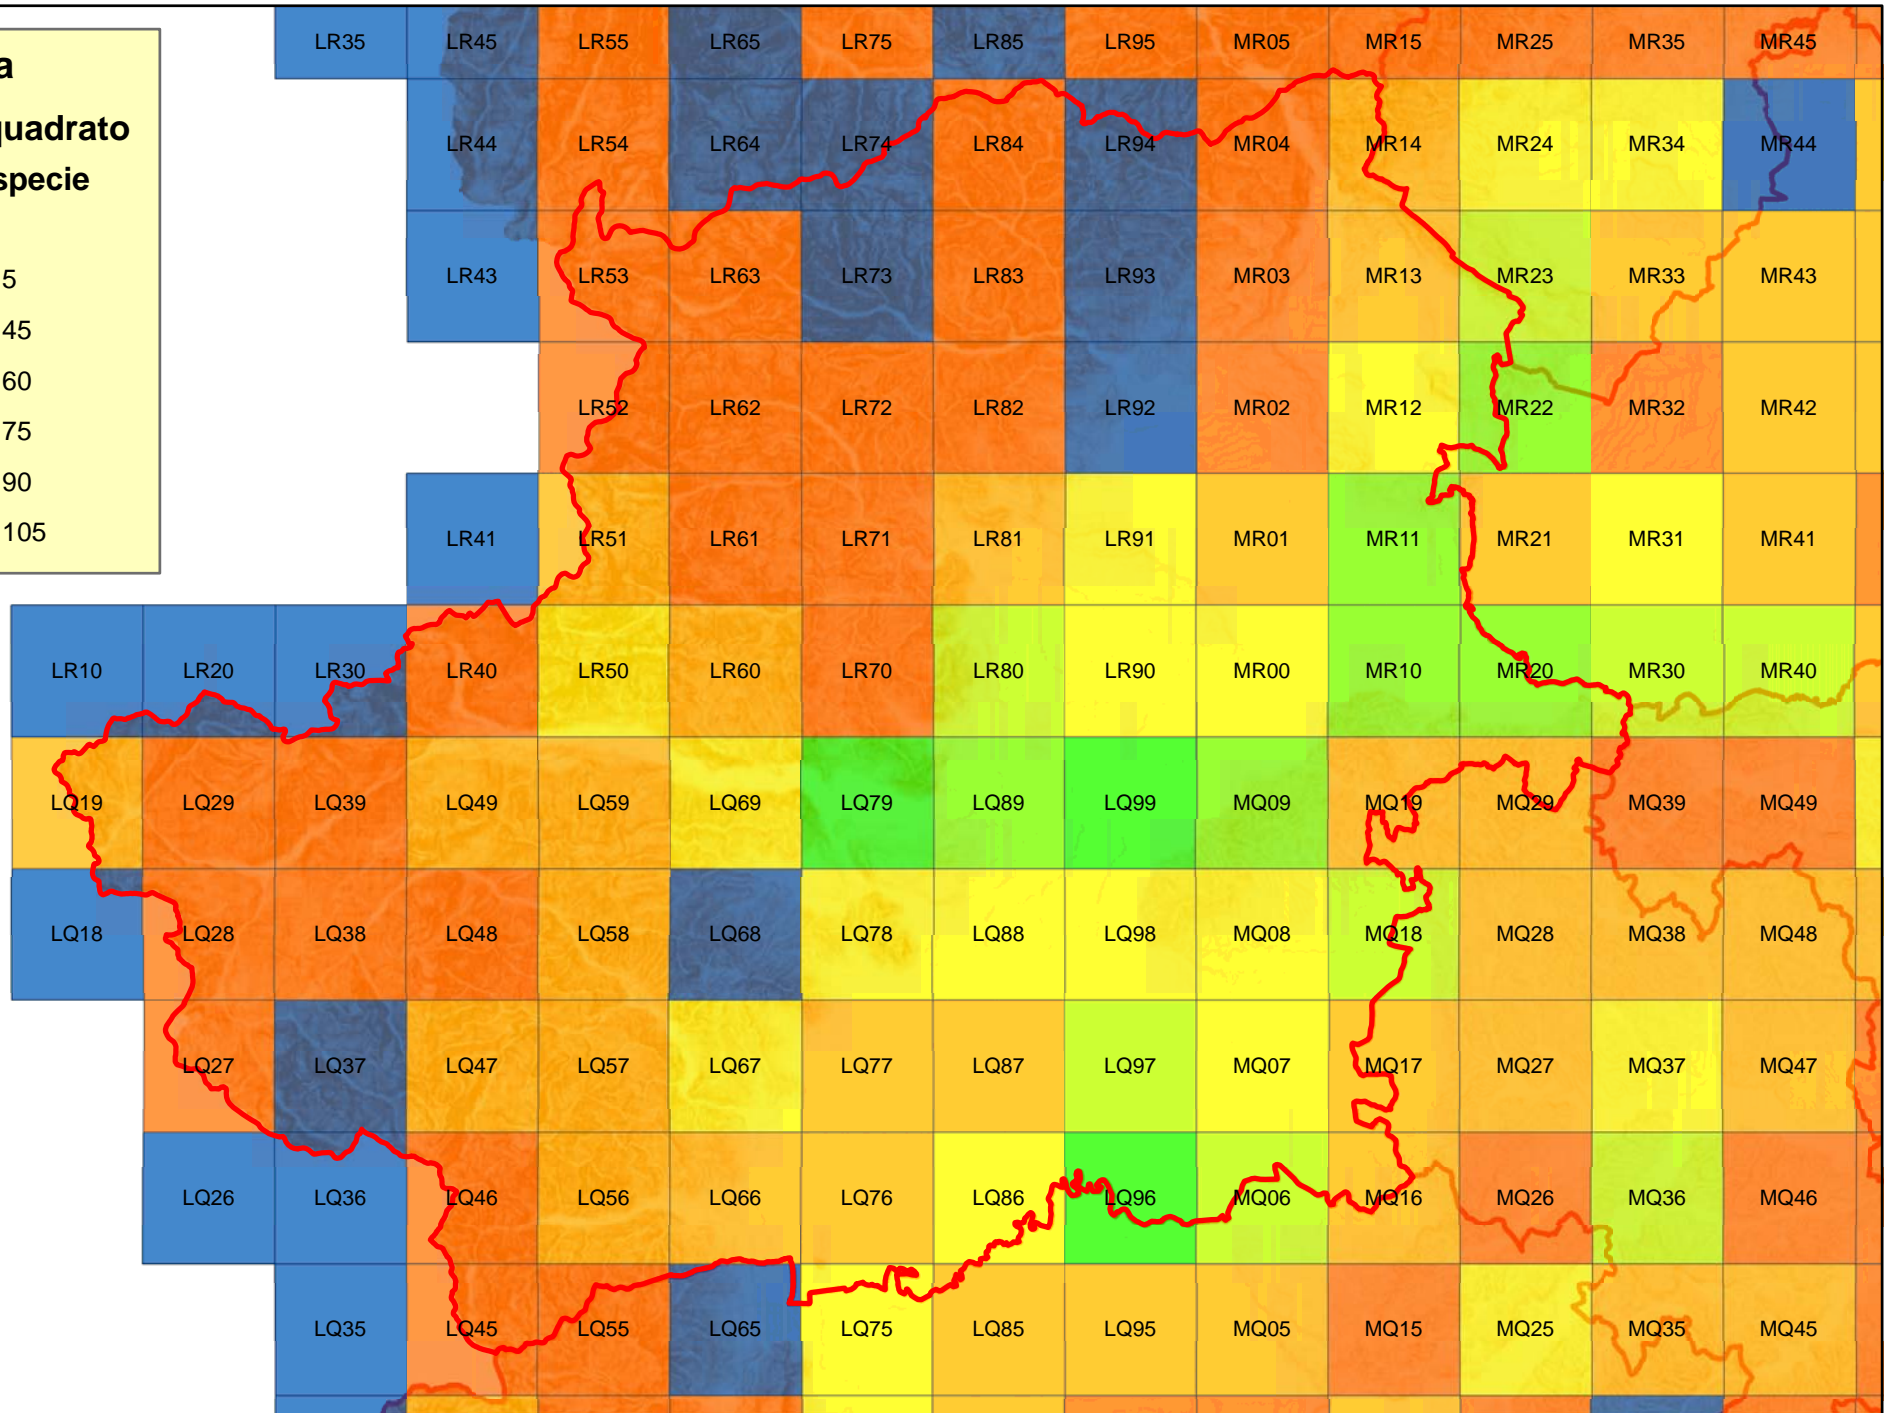 a
quadrato
specie
5
45
60
75
90
105
LR35 LR45 LR55 LR65 LR75 LR85 LR95 MR05 MR15 MR25 MR35 MR45
LR44 LR54 LR64 LR74 LR84 LR94 MR04 MR14 MR24 MR34 MR44
LR43 LR53 LR63 LR73 LR83 LR93 MR03 MR13 MR23 MR33 MR43
LR52 LR62 LR72 LR82 LR92 MR02 MR12 MR22 MR32 MR42
LR41 LR51 LR61 LR71 LR81 LR91 MR01 MR11 MR21 MR31 MR41
LR10 LR20 LR30 LR40 LR50 LR60 LR70 LR80 LR90 MR00 MR10 MR20 MR30 MR40
LQ19 LQ29 LQ39 LQ49 LQ59 LQ69 LQ79 LQ89 LQ99 MQ09 MQ19 MQ29 MQ39 MQ49
LQ18 LQ28 LQ38 LQ48 LQ58 LQ68 LQ78 LQ88 LQ98 MQ08 MQ18 MQ28 MQ38 MQ48
LQ27 LQ37 LQ47 LQ57 LQ67 LQ77 LQ87 LQ97 MQ07 MQ17 MQ27 MQ37 MQ47
LQ26 LQ36 LQ46 LQ56 LQ66 LQ76 LQ86 LQ96 MQ06 MQ16 MQ26 MQ36 MQ46
LQ35 LQ45 LQ55 LQ65 LQ75 LQ85 LQ95 MQ05 MQ15 MQ25 MQ35 MQ45